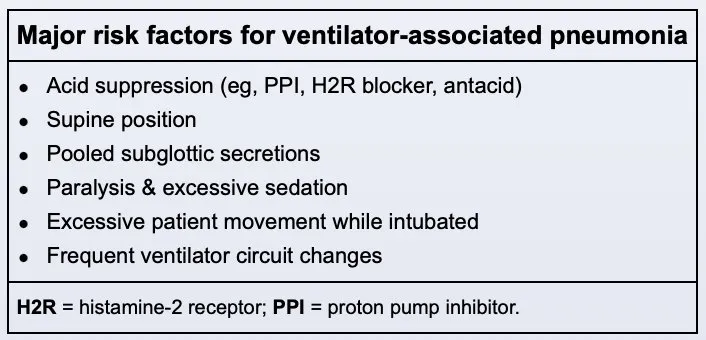 Major risk factors for ventilator-associated pneumonia
• Acid suppression (eg, PPI, H2R blocker, antacid)
• Supine position
• Pooled subglottic secretions
• Paralysis & excessive sedation
• Excessive patient movement while intubated
• Frequent ventilator circuit changes
H2R = histamine-2 receptor; PPI = proton pump inhibitor.